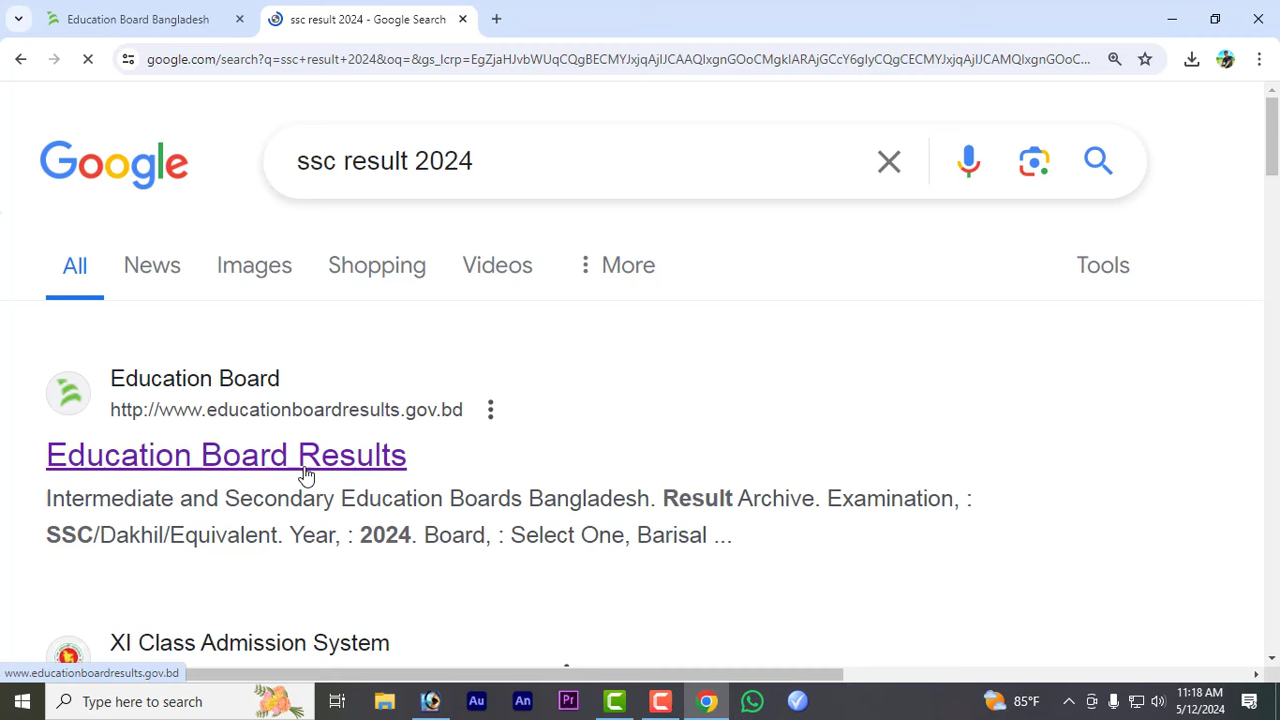 Education Board Bangladesh
ssc result 2024 - Google Search
google.com/search?q=ssc+result+2024&oq=&gs_lcrp=EgZjaHJvbWUqCQgBECMYJxjqAjIJCAAQIxgnGOoCMgkIARAjGCcY6gIyCQgCECMYJxjqAjIJCAMQIxgnGOoC...
Google
ssc result 2024
All
News
Images
Shopping
Videos
More
Tools
Education Board
http://www.educationboardresults.gov.bd
Education Board Results
Intermediate and Secondary Education Boards Bangladesh. Result Archive. Examination, :
SSC/Dakhil/Equivalent. Year, : 2024. Board, : Select One, Barisal ...
XI Class Admission System
www.educationboardresults.gov.bd
Type here to search
Au
An
Pr
85°F
11:18 AM
5/12/2024